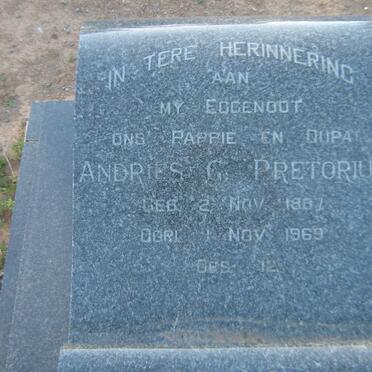 IN TERE HERINNERING
AAN
MY EGGENOOT
ONS PAPPIE EN OUPA
ANDRIES G. PRETORIU
GEB. 2 NOV. 1887
OORL. 1 NOV. 1969
GES. 12